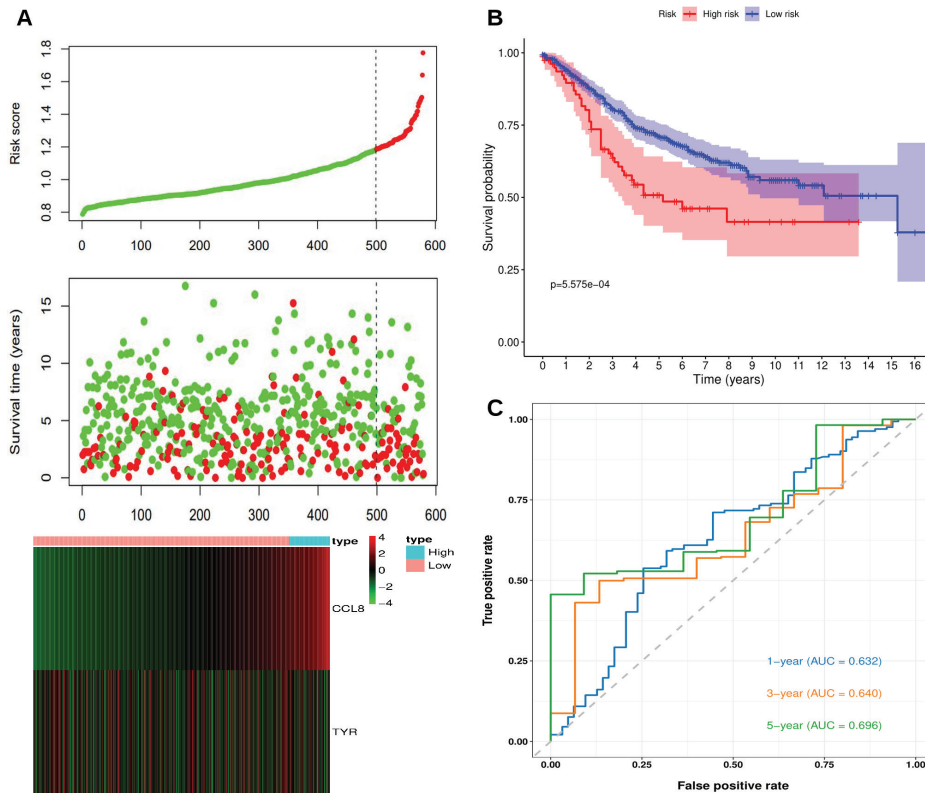 A
Risk score
1.8
1.6
1.4
1.2
1.0
0.8
0 100 200 300 400 500 600
Survival time (years)
15
10
5
0
0 100 200 300 400 500 600
type
CCL8
TYR
4
2
0
−2
−4
type
High
Low
B
Risk High risk Low risk
Survival probability
1.00
0.75
0.50
0.25
0.00
p=5.575e−04
0 1 2 3 4 5 6 7 8 9 10 11 12 13 14 15 16
Time (years)
C
True positive rate
1.00
0.75
0.50
0.25
0.00
1−year (AUC = 0.632)
3−year (AUC = 0.640)
5−year (AUC = 0.696)
0.00 0.25 0.50 0.75 1.00
False positive rate